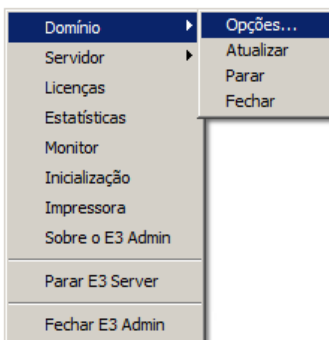 Domínio
Servidor
Licenças
Estatísticas
Monitor
Inicialização
Impressora
Sobre o E3 Admin
Parar E3 Server
Fechar E3 Admin
Opções...
Atualizar
Parar
Fechar